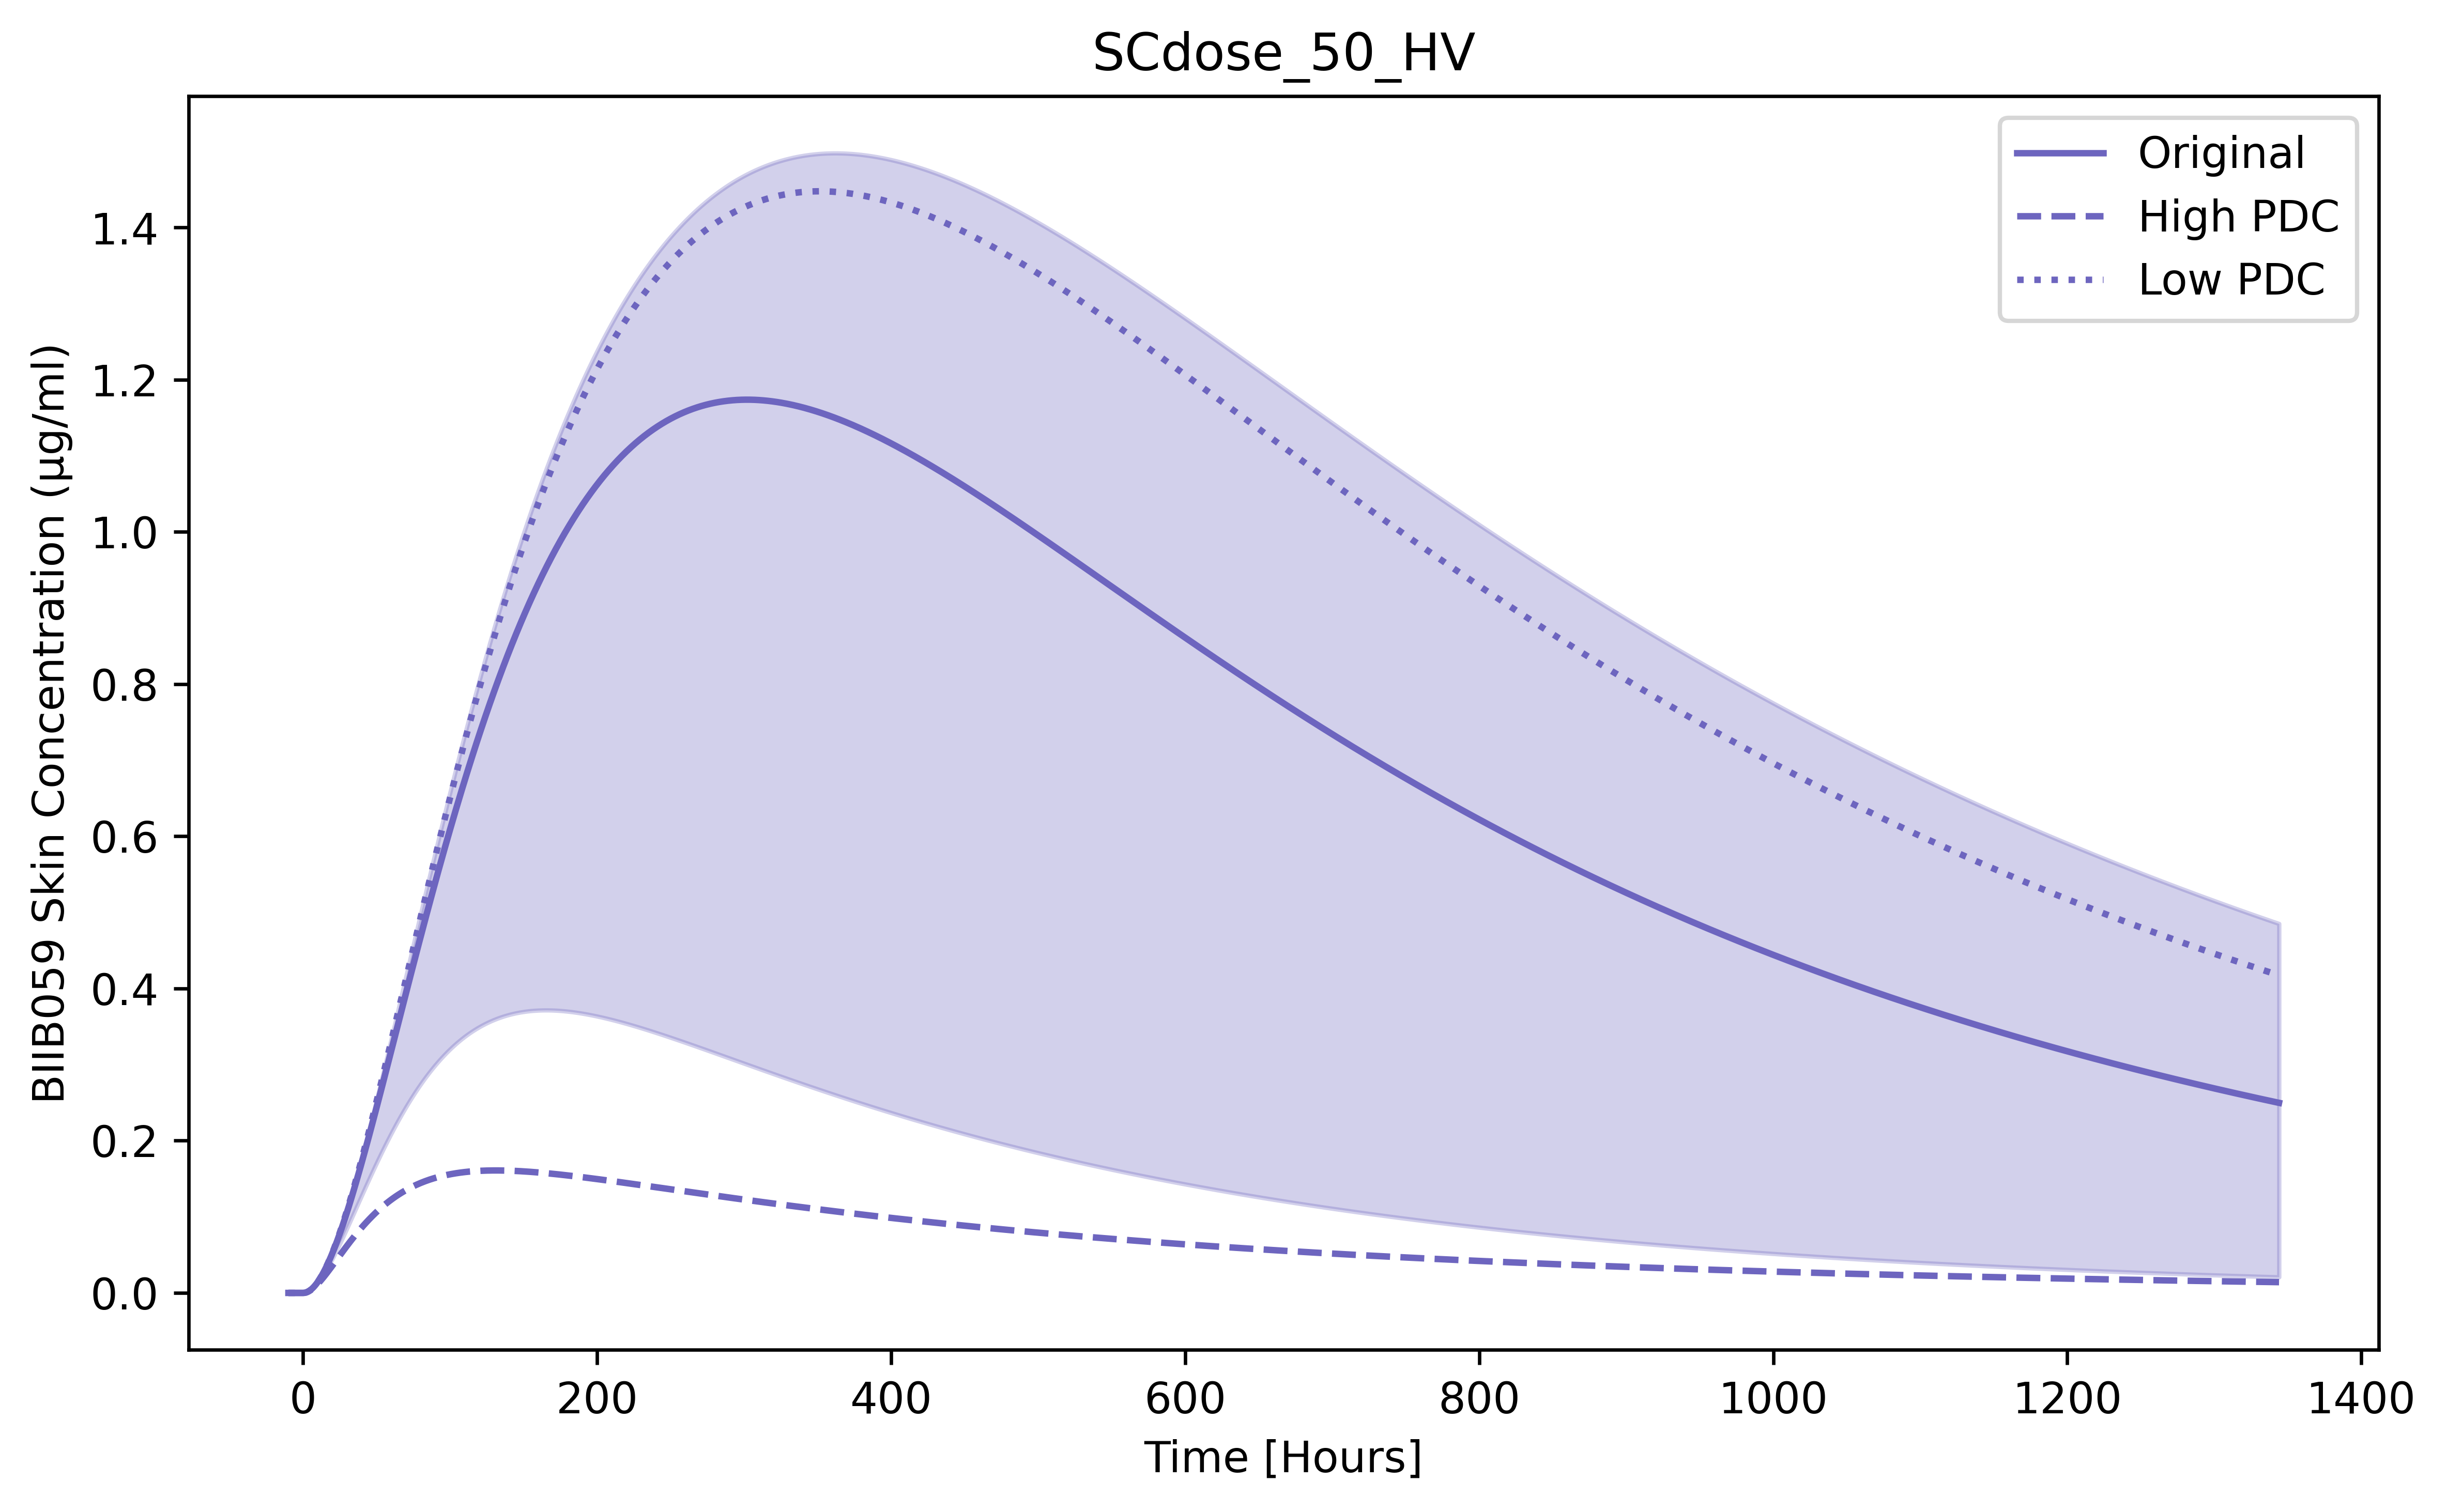 SCdose_50_HV
Original
High PDC
Low PDC
BIIB059 Skin Concentration (µg/ml)
1.4
1.2
1.0
0.8
0.6
0.4
0.2
0.0
0 200 400 600 800 1000 1200 1400
Time [Hours]